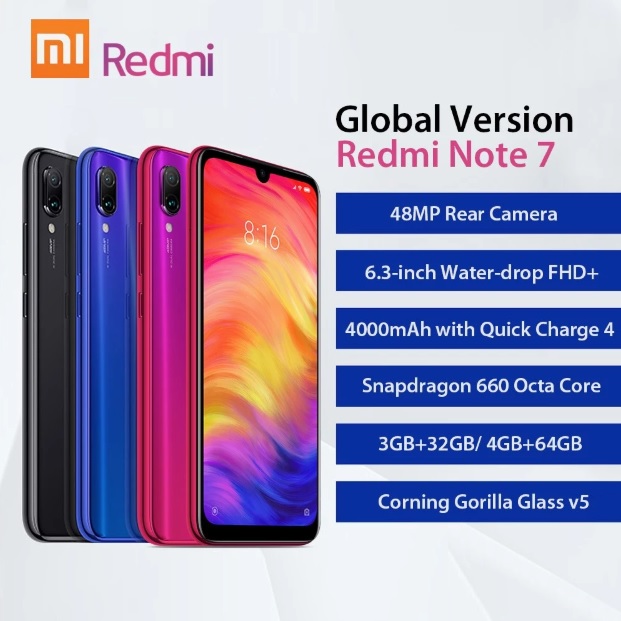 mi Redmi
Global Version
Redmi Note 7
48MP Rear Camera
6.3-inch Water-drop FHD+
4000mAh with Quick Charge 4
Snapdragon 660 Octa Core
3GB+32GB/ 4GB+64GB
Corning Gorilla Glass v5
8:16